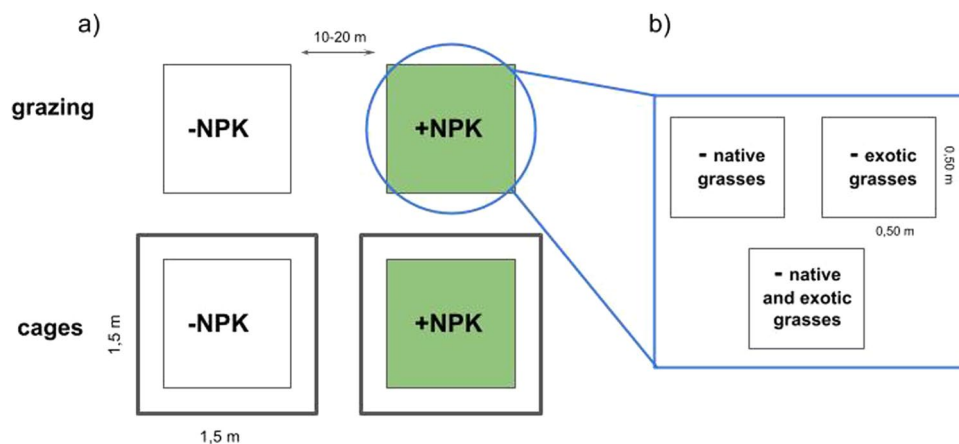 a)
b)
10-20 m
grazing
-NPK
+NPK
- native
grasses
- exotic
grasses
0,50 m
0,50 m
- native
and exotic
grasses
cages
-NPK
+NPK
1,5 m
1,5 m